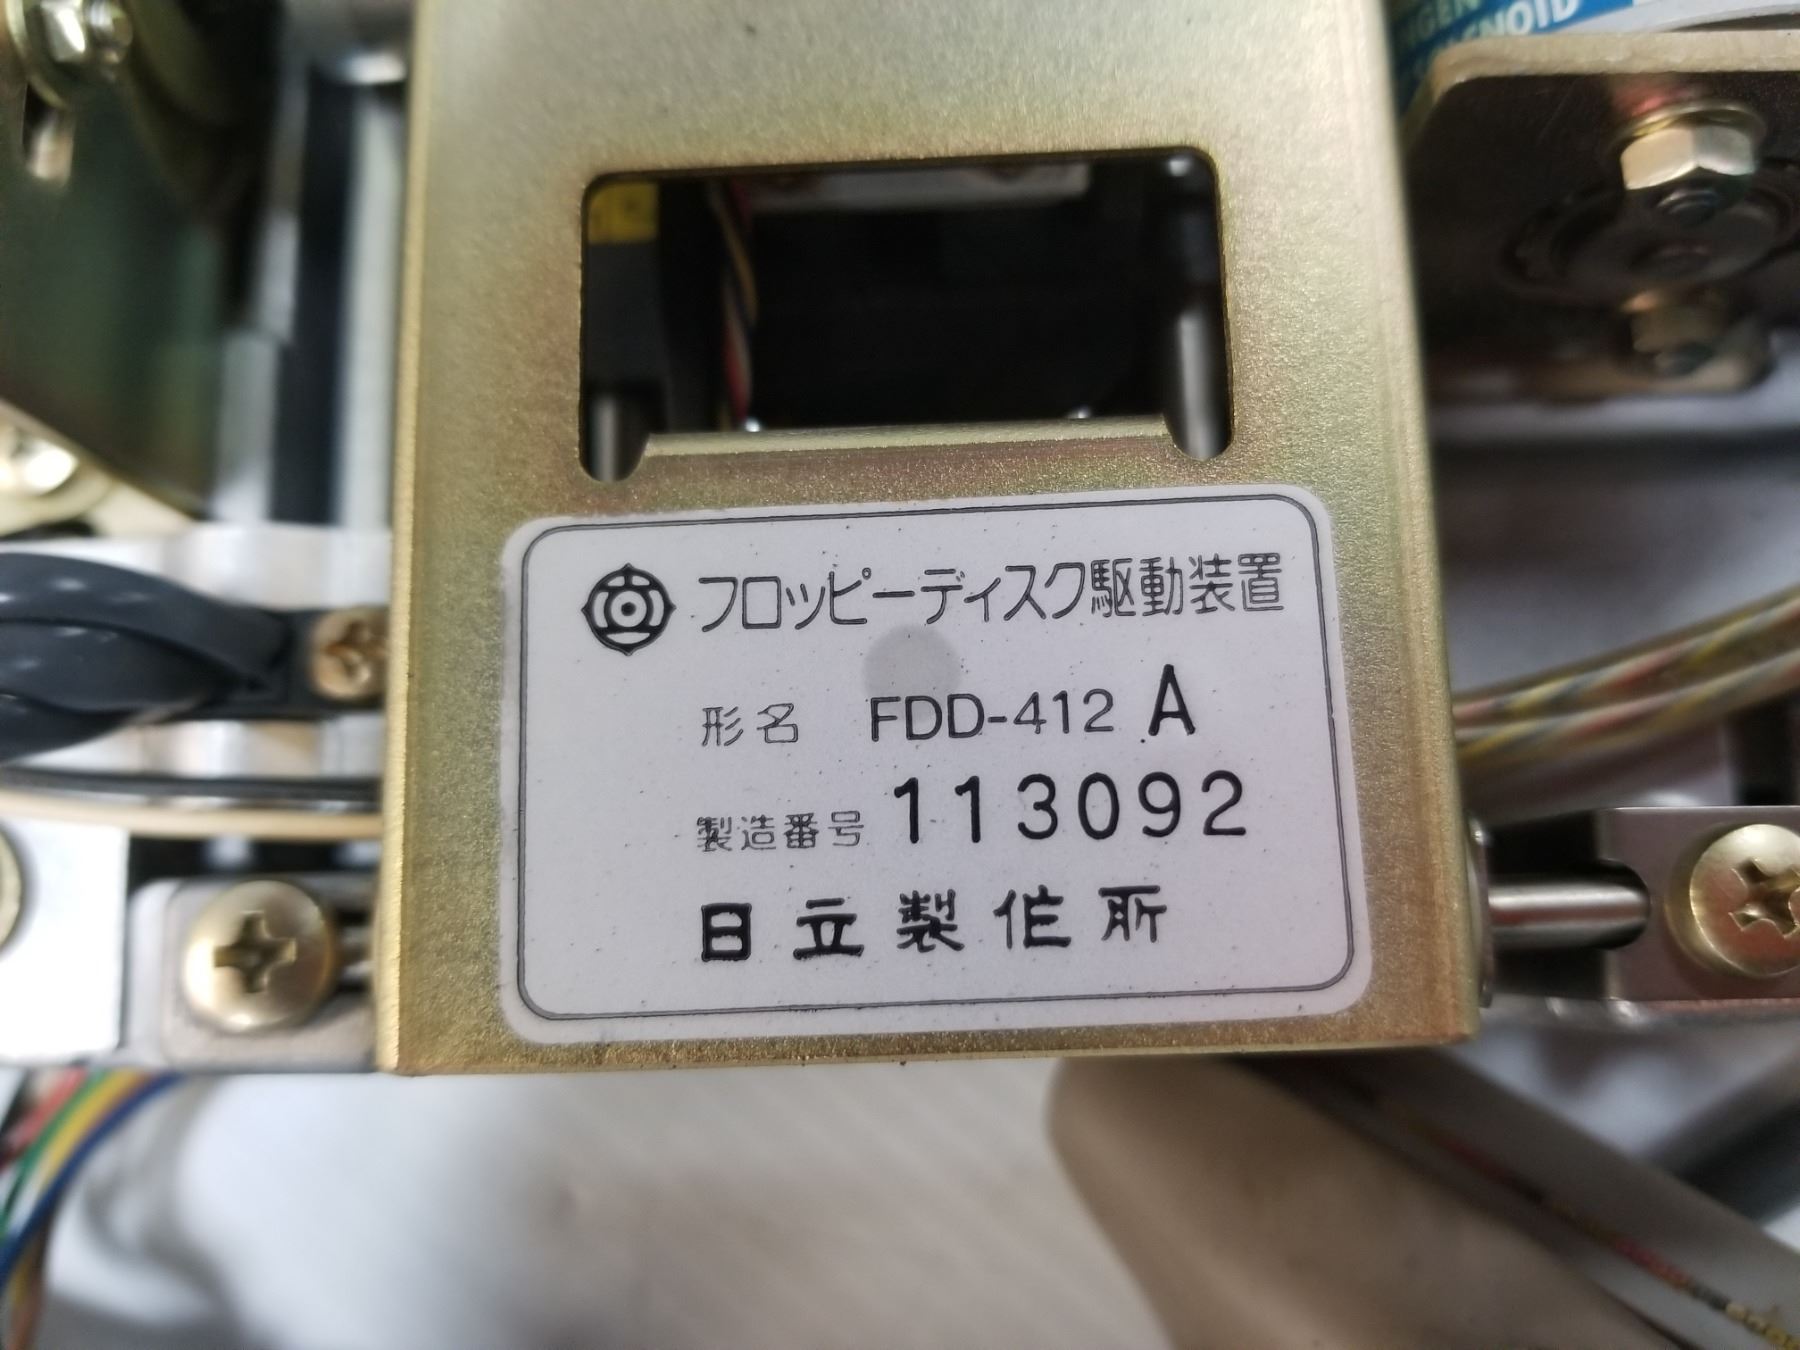 SOLENOID
フロッピーディスク駆動装置
形名 FDD-412 A
製造番号 113092
日立製作所